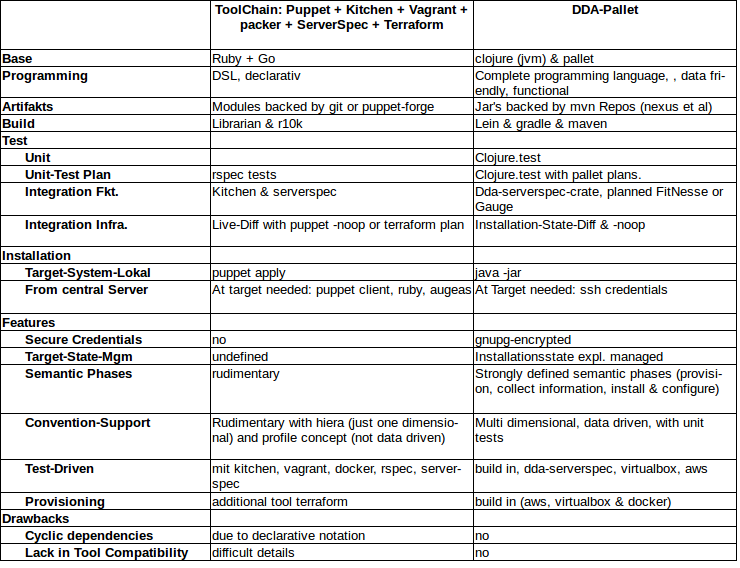 ToolChain: Puppet + Kitchen + Vagrant +
packer + ServerSpec + Terraform
DDA-Pallet
Base
Ruby + Go
clojure (jvm) & pallet
Programming
DSL, declarativ
Complete programming language, , data fri-
endly, functional
Artifakts
Modules backed by git or puppet-forge
Jar's backed by mvn Repos (nexus et al)
Build
Librarian & r10k
Lein & gradle & maven
Test
Unit
Clojure.test
Unit-Test Plan
rspec tests
Clojure.test with pallet plans.
Integration Fkt.
Kitchen & serverspec
Dda-serverspec-crate, planned FitNesse or
Gauge
Integration Infra.
Live-Diff with puppet -noop or terraform plan
Installation-State-Diff & -noop
Installation
Target-System-Lokal
puppet apply
java -jar
From central Server
At target needed: puppet client, ruby, augeas
At Target needed: ssh credentials
Features
Secure Credentials
no
gnupg-encrypted
Target-State-Mgm
undefined
Installationsstate expl. managed
Semantic Phases
rudimentary
Strongly defined semantic phases (provisi-
on, collect information, install & configure)
Convention-Support
Rudimentary with hiera (just one dimensio-
nal) and profile concept (not data driven)
Multi dimensional, data driven, with unit
tests
Test-Driven
mit kitchen, vagrant, docker, rspec, server-
spec
build in, dda-serverspec, virtualbox, aws
Provisioning
additional tool terraform
build in (aws, virtualbox & docker)
Drawbacks
Cyclic dependencies
due to declarative notation
no
Lack in Tool Compatibility
difficult details
no